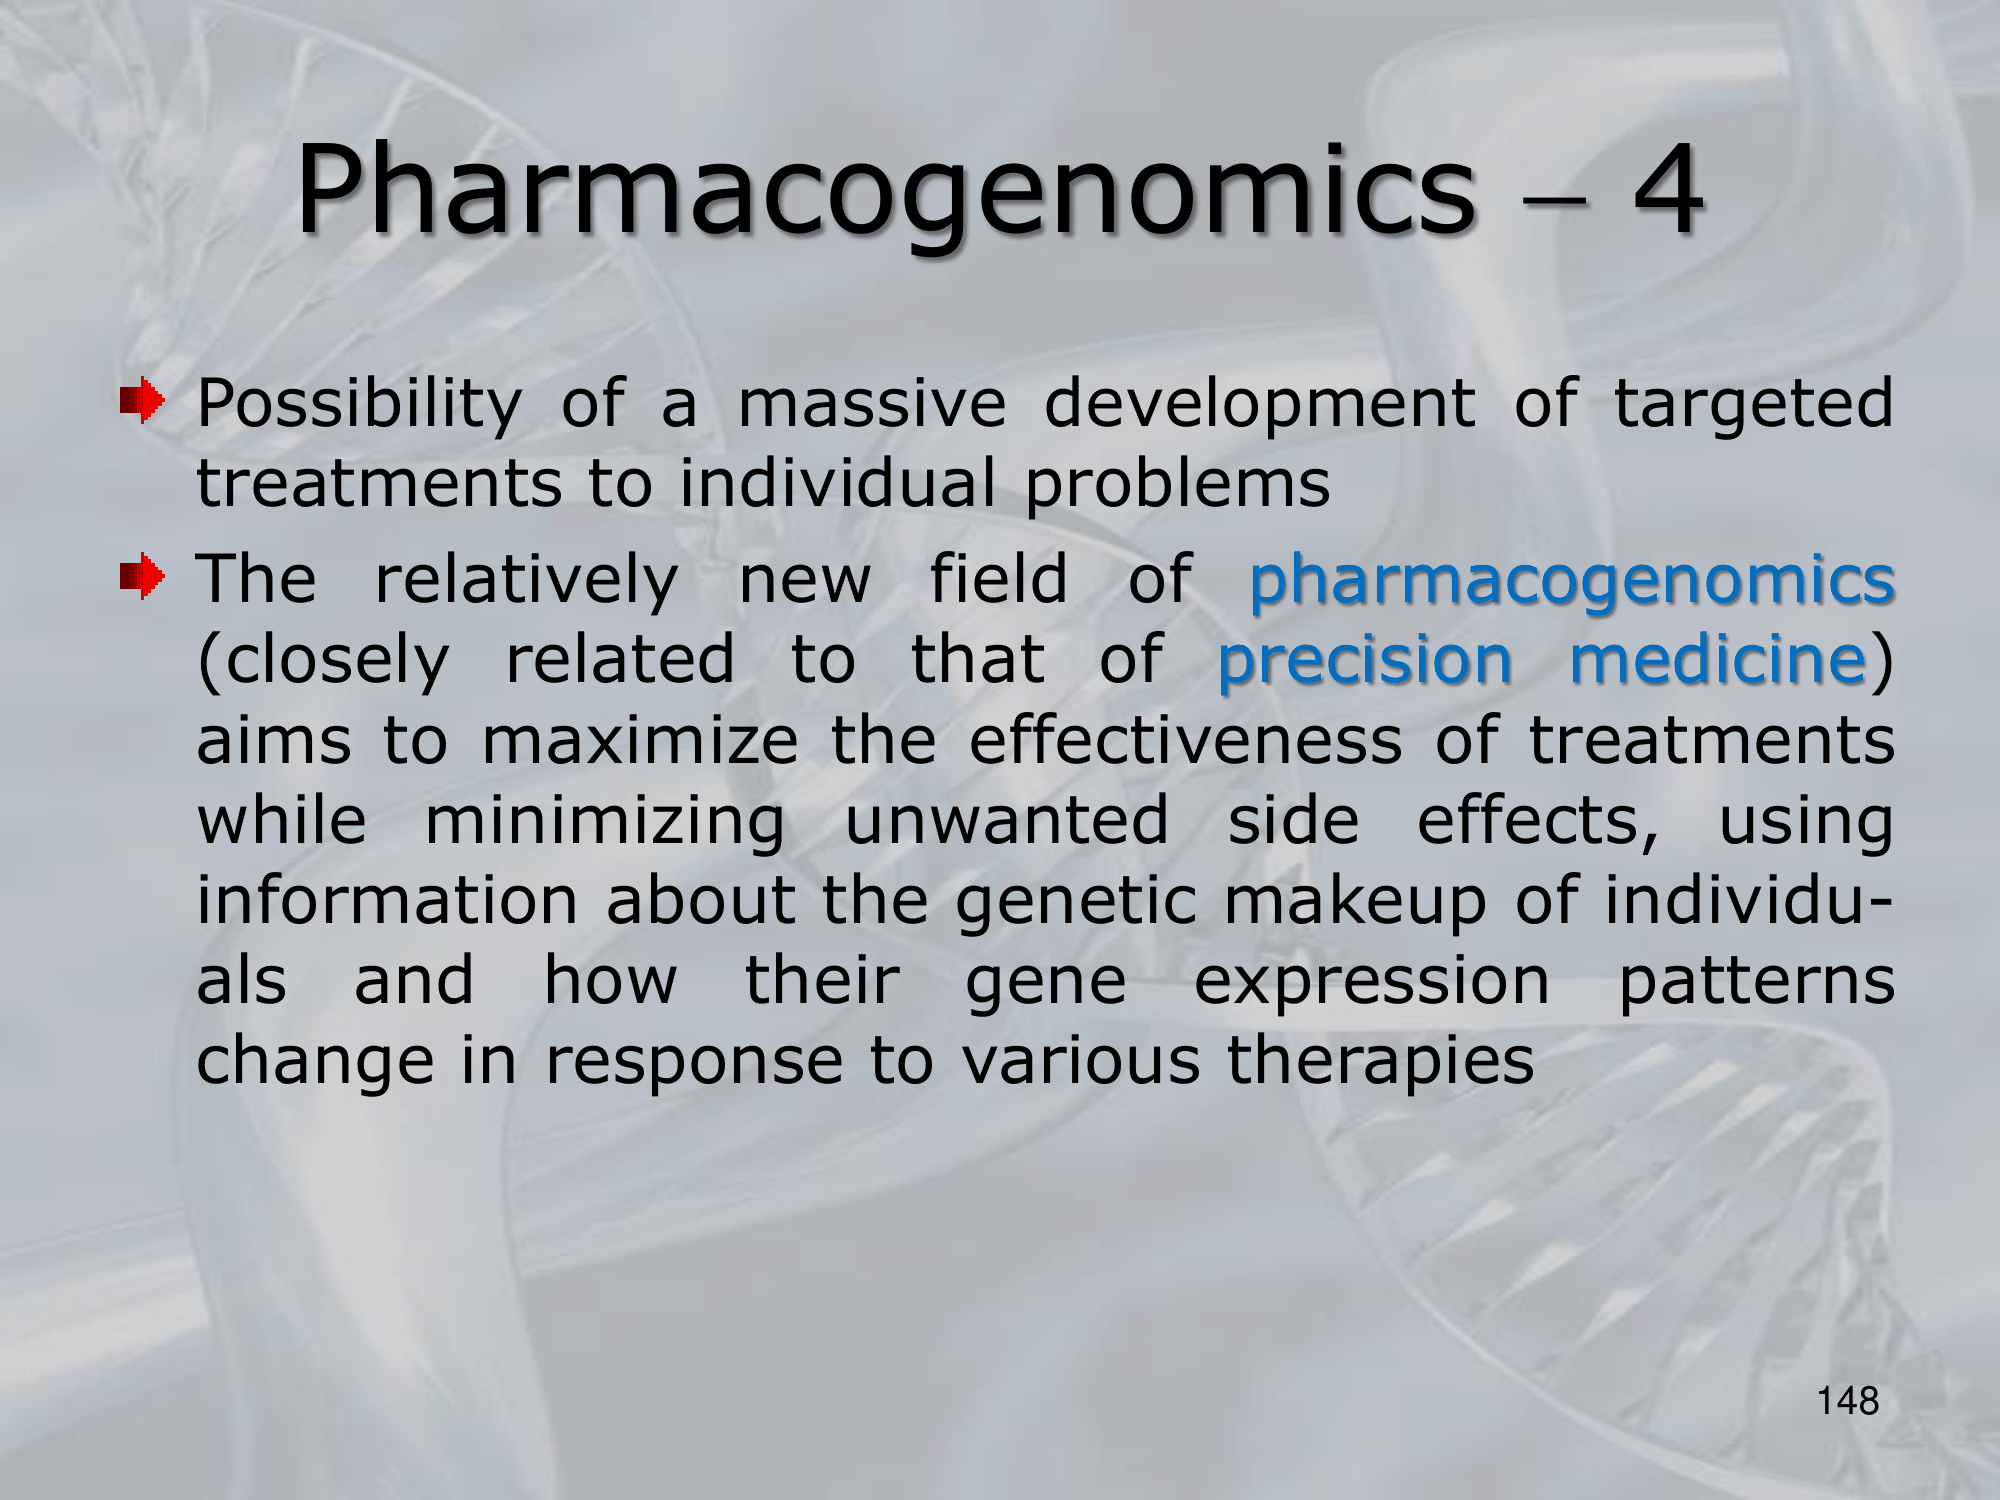 Pharmacogenomics – 4
Possibility of a massive development of targeted
treatments to individual problems
The relatively new field of pharmacogenomics
(closely related to that of precision medicine)
aims to maximize the effectiveness of treatments
while minimizing unwanted side effects, using
information about the genetic makeup of individu-
als and how their gene expression patterns
change in response to various therapies
148